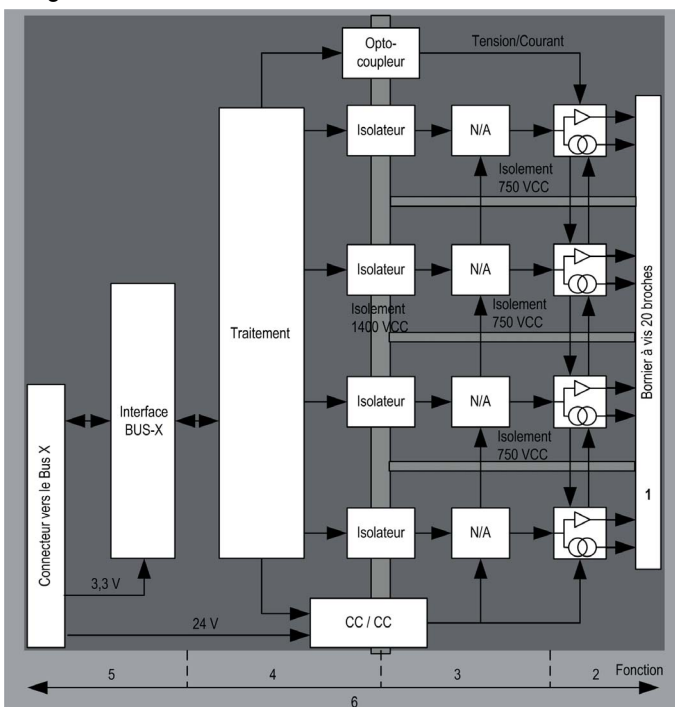 Opto-
coupleur
Tension/Courant
Isolateur
N/A
Isolement
750 VCC
Isolateur
N/A
Isolement
1400 VCC
Isolement
750 VCC
Traitement
Bornier à vis 20 broches
Interface
BUS-X
Isolateur
N/A
Connecteur vers le Bus X
Isolement
750 VCC
1
Isolateur
N/A
3,3 V
24 V
CC / CC
5
4
3
2
Fonction
6